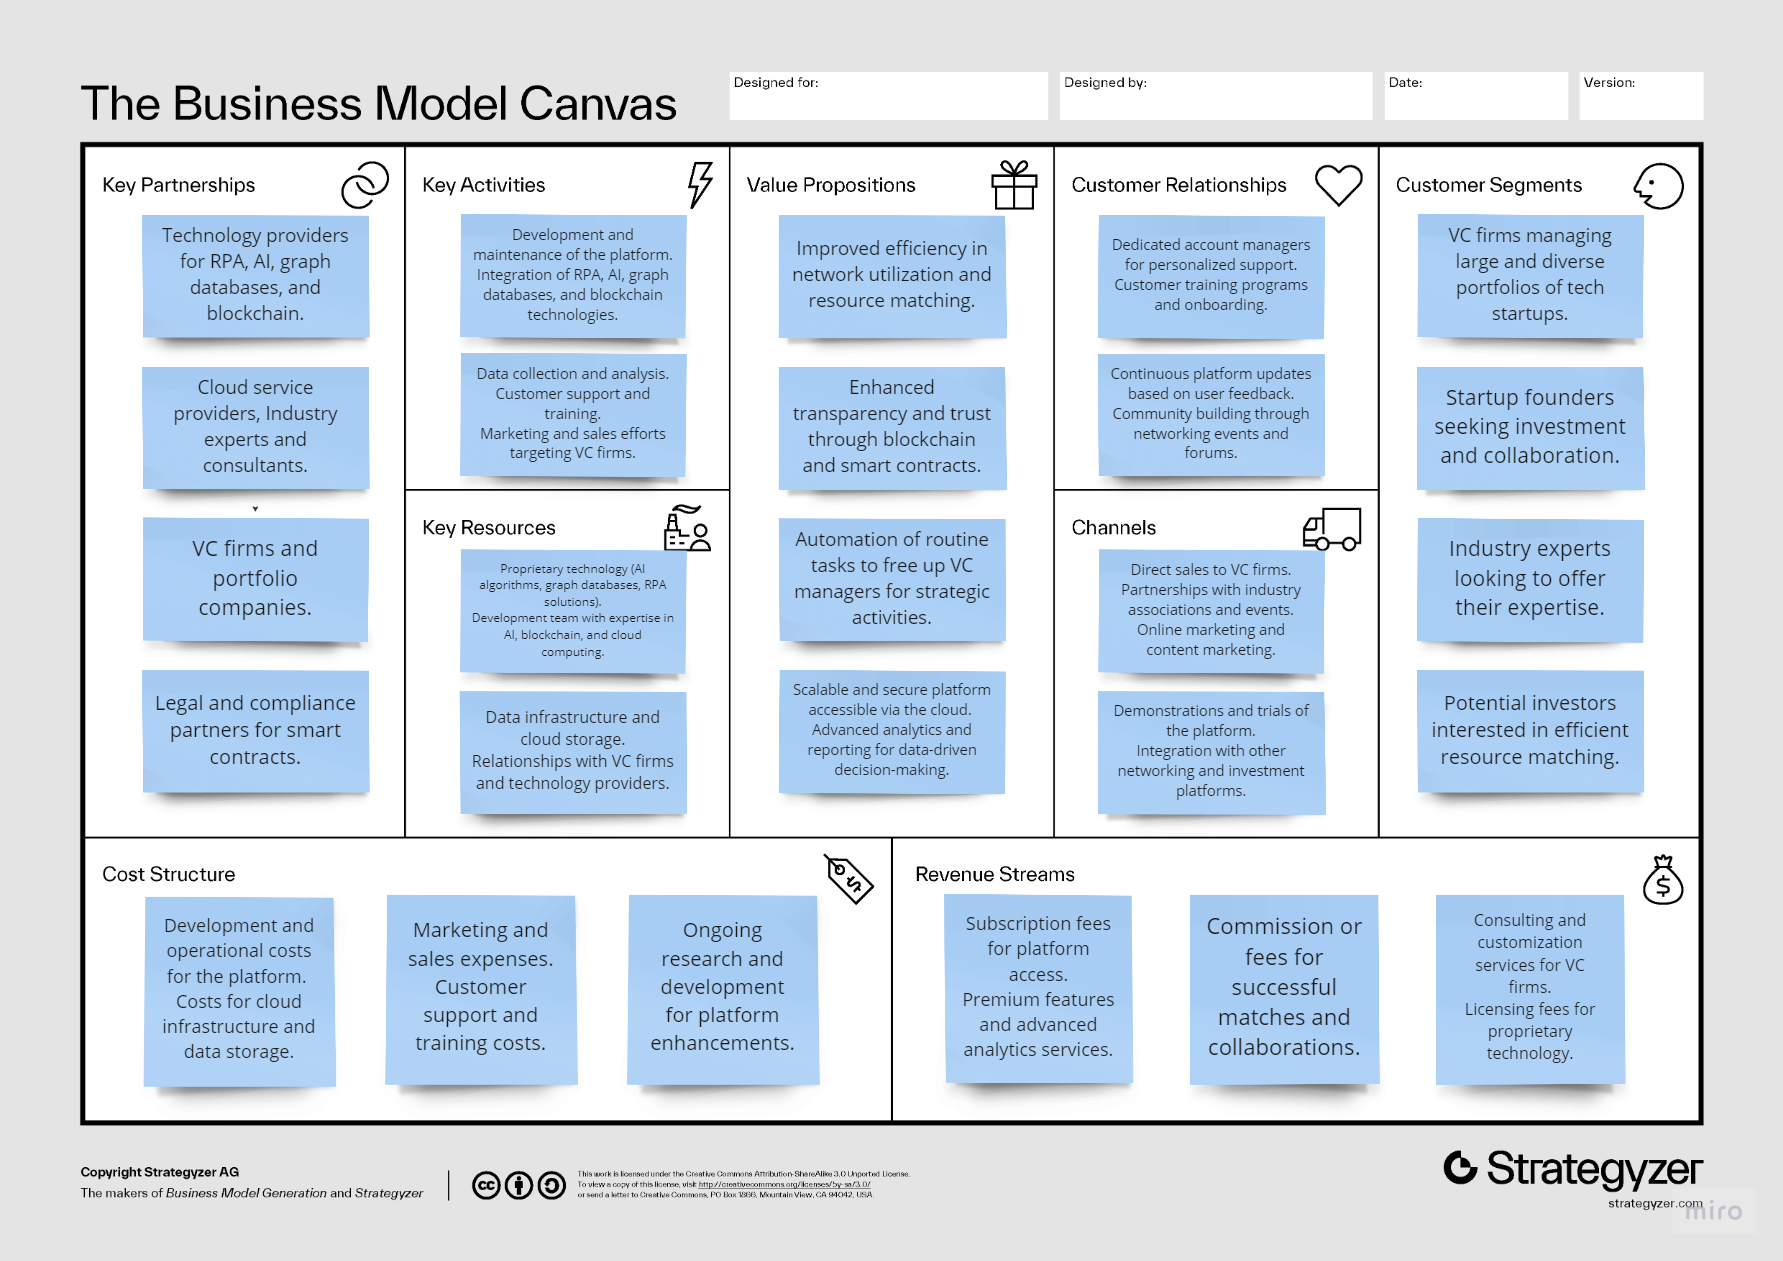 The Business Model Canvas
Designed for:
Designed by:
Date:
Version:
Key Partnerships
Technology providers
for RPA, AI, graph
databases, and
blockchain.
Cloud service
providers, Industry
experts and
consultants.
VC firms and
portfolio
companies.
Legal and compliance
partners for smart
contracts.
Key Activities
Development and
maintenance of the platform.
Integration of RPA, AI, graph
databases, and blockchain
technologies.
Data collection and analysis.
Customer support and
training.
Marketing and sales efforts
targeting VC firms.
Key Resources
Proprietary technology (AI
algorithms, graph databases, RPA
solutions).
Development team with expertise in
AI, blockchain, and cloud
computing.
Data infrastructure and
cloud storage.
Relationships with VC firms
and technology providers.
Value Propositions
Improved efficiency in
network utilization and
resource matching.
Enhanced
transparency and trust
through blockchain
and smart contracts.
Automation of routine
tasks to free up VC
managers for strategic
activities.
Scalable and secure platform
accessible via the cloud.
Advanced analytics and
reporting for data-driven
decision-making.
Customer Relationships
Dedicated account managers
for personalized support.
Customer training programs
and onboarding.
Continuous platform updates
based on user feedback.
Community building through
networking events and
forums.
Channels
Direct sales to VC firms.
Partnerships with industry
associations and events.
Online marketing and
content marketing.
Demonstrations and trials of
the platform.
Integration with other
networking and investment
platforms.
Customer Segments
VC firms managing
large and diverse
portfolios of tech
startups.
Startup founders
seeking investment
and collaboration.
Industry experts
looking to offer
their expertise.
Potential investors
interested in efficient
resource matching.
Cost Structure
Development and
operational costs
for the platform.
Costs for cloud
infrastructure and
data storage.
Marketing and
sales expenses.
Customer
support and
training costs.
Ongoing
research and
development
for platform
enhancements.
Revenue Streams
Subscription fees
for platform
access.
Premium features
and advanced
analytics services.
Commission or
fees for
successful
matches and
collaborations.
Consulting and
customization
services for VC
firms.
Licensing fees for
proprietary
technology.
Copyright Strategyzer AG
The makers of Business Model Generation and Strategyzer
cc
This work is licensed under the Creative Commons Attribution-ShareAlike 3.0 Unported License.
To view a copy of this license, visit http://creativecommons.org/licenses/by-sa/3.0/
or send a letter to Creative Commons, PO Box 1866, Mountain View, CA 94042, USA.
Strategyzer
strategyzer.com
miro